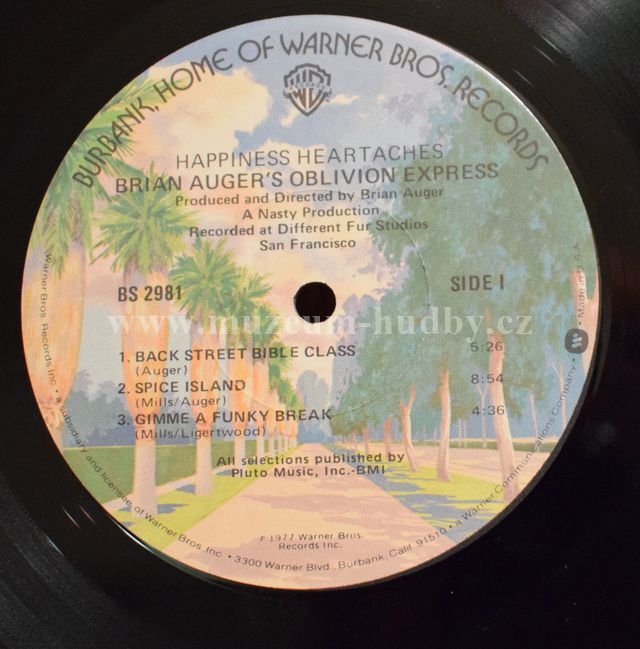 BURBANK, HOME OF WARNER BROS. RECORDS
WB
RECORDS
HAPPINESS HEARTACHES
BRIAN AUGER'S OBLIVION EXPRESS
Produced and Directed by Brian Auger
A Nasty Production
Recorded at Different Fur Studios
San Francisco
BS 2981
SIDE I
www.muzeum-hudby.cz
1. BACK STREET BIBLE CLASS 5:26
(Auger)
2. SPICE ISLAND 8:54
(Mills/Auger)
3. GIMME A FUNKY BREAK 4:36
(Mills/Ligertwood)
All selections published by
Pluto Music, Inc.-BMI
℗ 1977 Warner Bros.
Records Inc.
Warner Bros. Records Inc. • a subsidiary and licensee of Warner Bros. Inc. • 3300 Warner Blvd., Burbank, Calif. 91510 • a Warner Communications Company • Made in U.S.A.